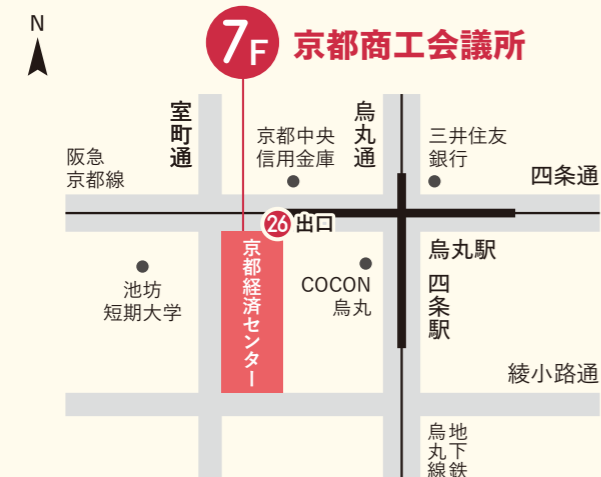 N
7F 京都商工会議所
室町通
烏丸通
阪急
京都線
京都中央
信用金庫
三井住友
銀行
四条通
26 出口
烏丸駅
四条駅
京都経済センター
COCON
烏丸
池坊
短期大学
綾小路通
地下鉄
烏丸線